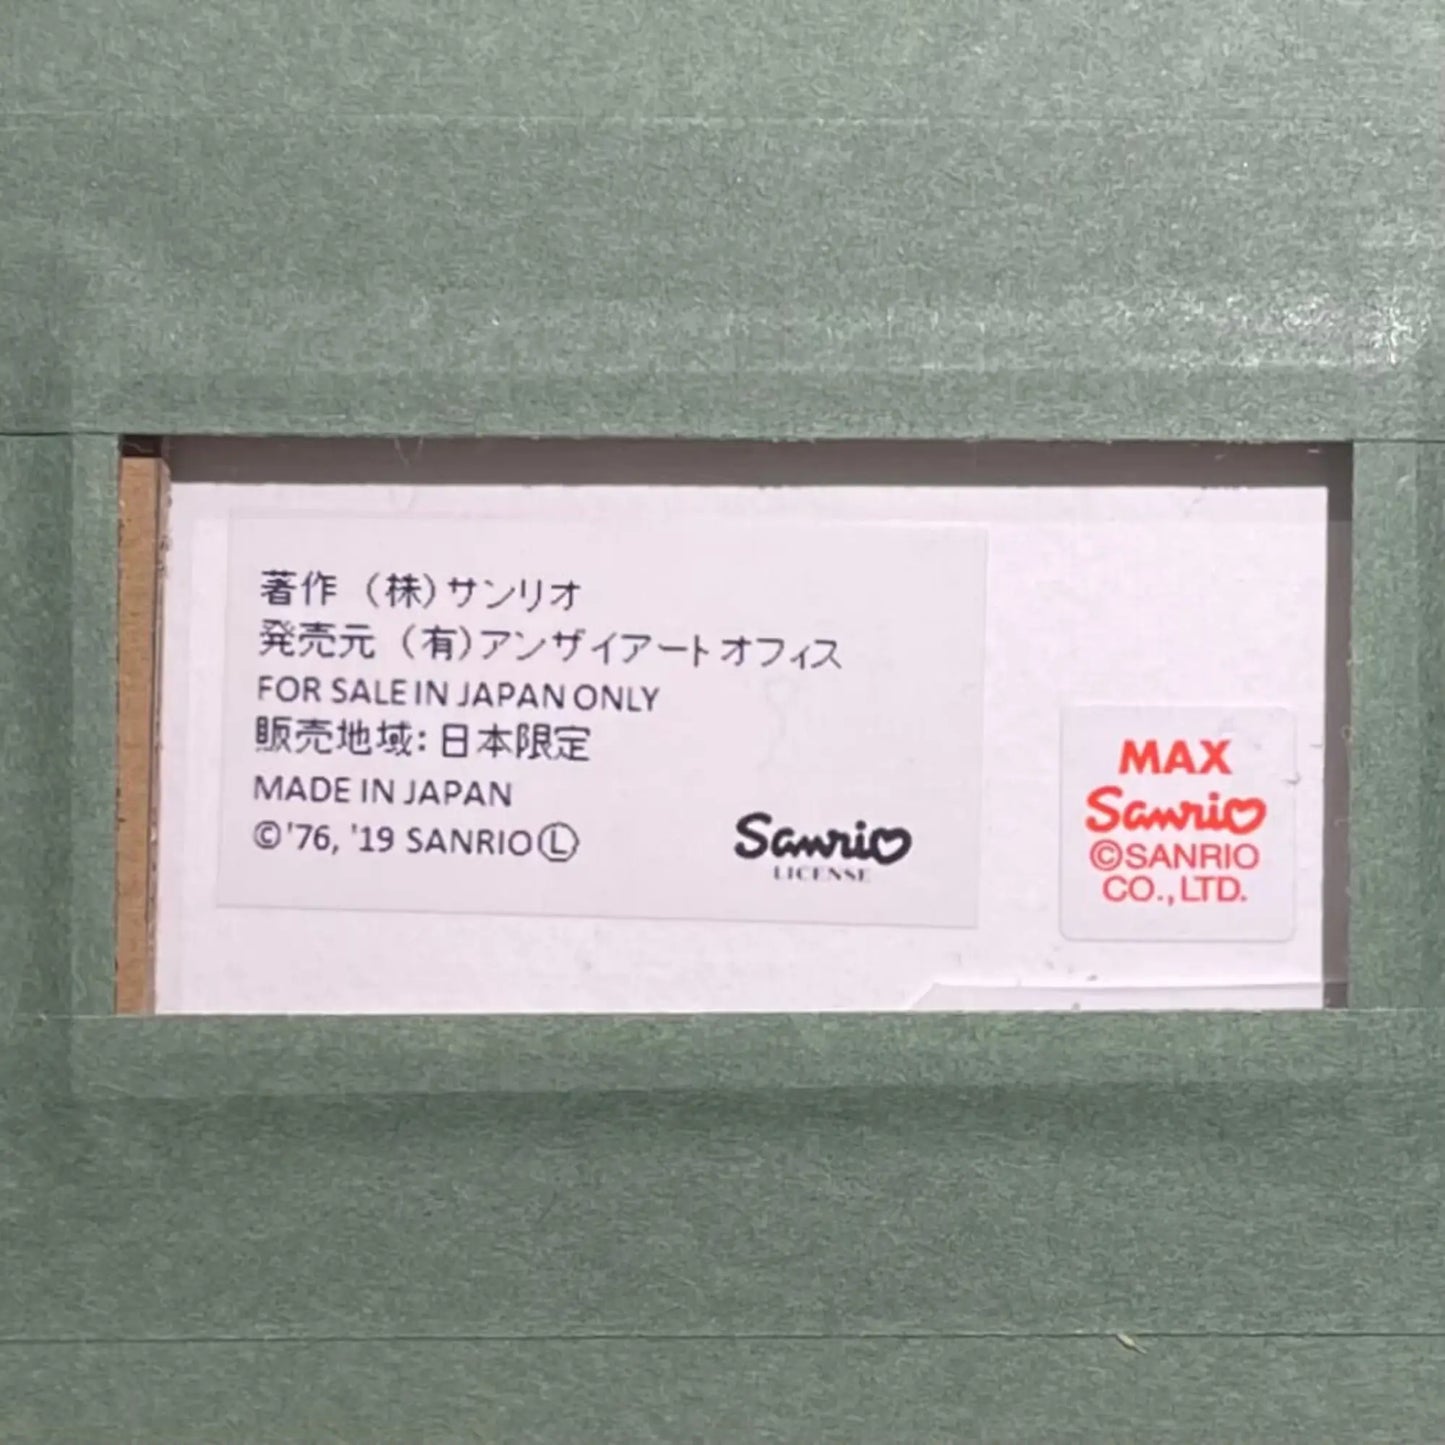 著作 (株)サンリオ
発売元 (有)アンザイアートオフィス
FOR SALE IN JAPAN ONLY
販売地域: 日本限定
MADE IN JAPAN
©'76, '19 SANRIO Ⓛ
Sanrio
LICENSE
MAX
Sanrio
©SANRIO
CO.,LTD.